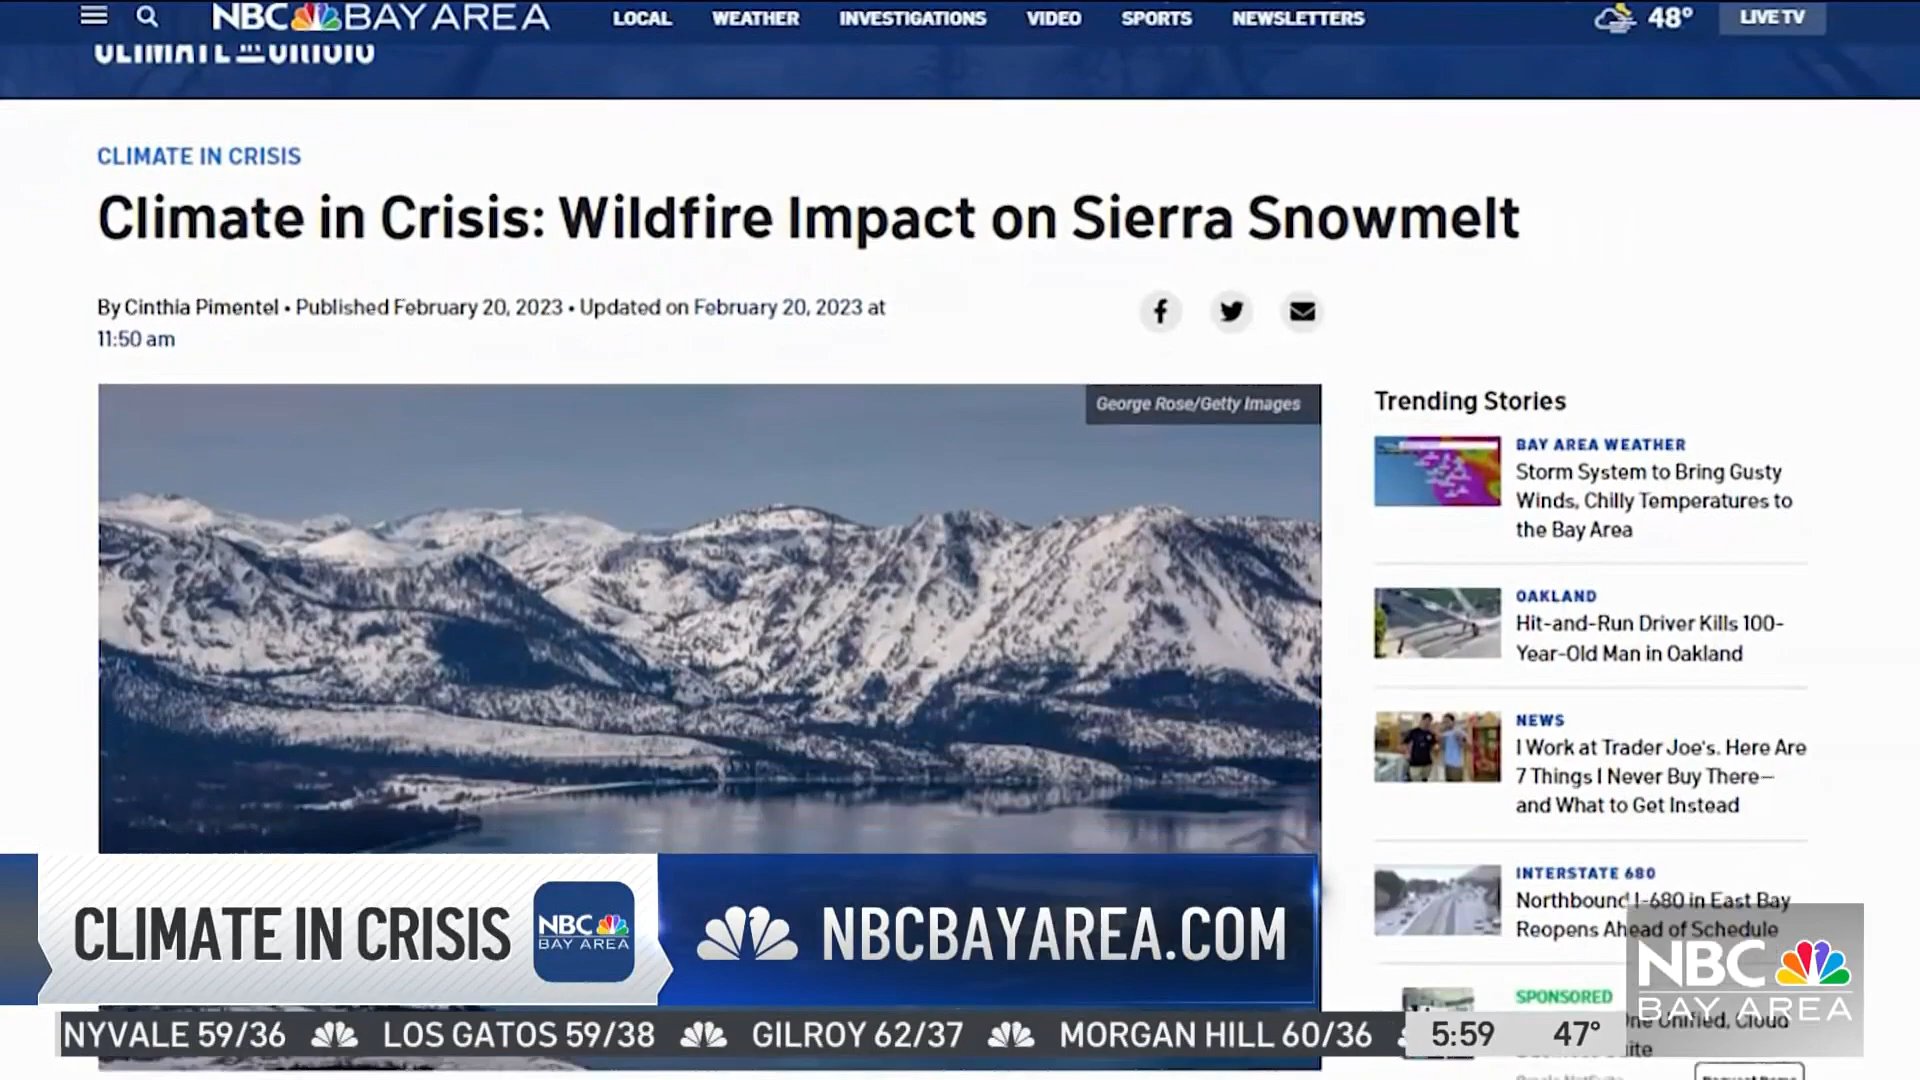 NBC BAY AREA
LOCAL WEATHER INVESTIGATIONS VIDEO SPORTS NEWSLETTERS
48°
LIVE TV
CLIMATE IN CRISIS
CLIMATE IN CRISIS
Climate in Crisis: Wildfire Impact on Sierra Snowmelt
By Cinthia Pimentel • Published February 20, 2023 • Updated on February 20, 2023 at
11:50 am
George Rose/Getty Images
Trending Stories
BAY AREA WEATHER
Storm System to Bring Gusty
Winds, Chilly Temperatures to
the Bay Area
OAKLAND
Hit-and-Run Driver Kills 100-
Year-Old Man in Oakland
NEWS
I Work at Trader Joe's. Here Are
7 Things I Never Buy There—
and What to Get Instead
INTERSTATE 680
Northbound I-680 in East Bay
Reopens Ahead of Schedule
SPONSORED
Unified, Cloud
CLIMATE IN CRISIS
NBC
BAY AREA
NBCBAYAREA.COM
NBC
BAY AREA
NYVALE 59/36 LOS GATOS 59/38 GILROY 62/37 MORGAN HILL 60/36
5:59 47°